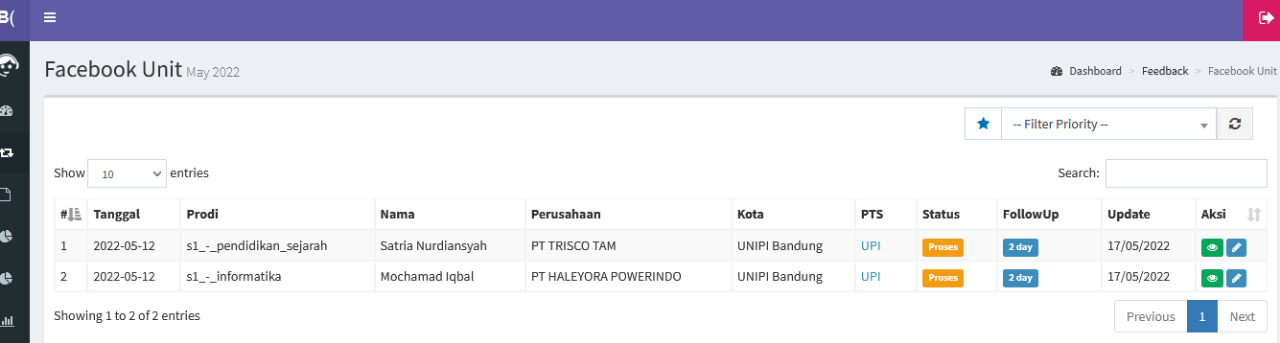 B(
Facebook Unit May 2022
Dashboard > Feedback > Facebook Unit
-- Filter Priority --
Show 10 entries
Search:
# Tanggal Prodi Nama Perusahaan Kota PTS Status FollowUp Update Aksi
1 2022-05-12 s1_-_pendidikan_sejarah Satria Nurdiansyah PT TRISCO TAM UNIPI Bandung UPI Proses 2 day 17/05/2022
2 2022-05-12 s1_-_informatika Mochamad Iqbal PT HALEYORA POWERINDO UNIPI Bandung UPI Proses 2 day 17/05/2022
Showing 1 to 2 of 2 entries
Previous 1 Next